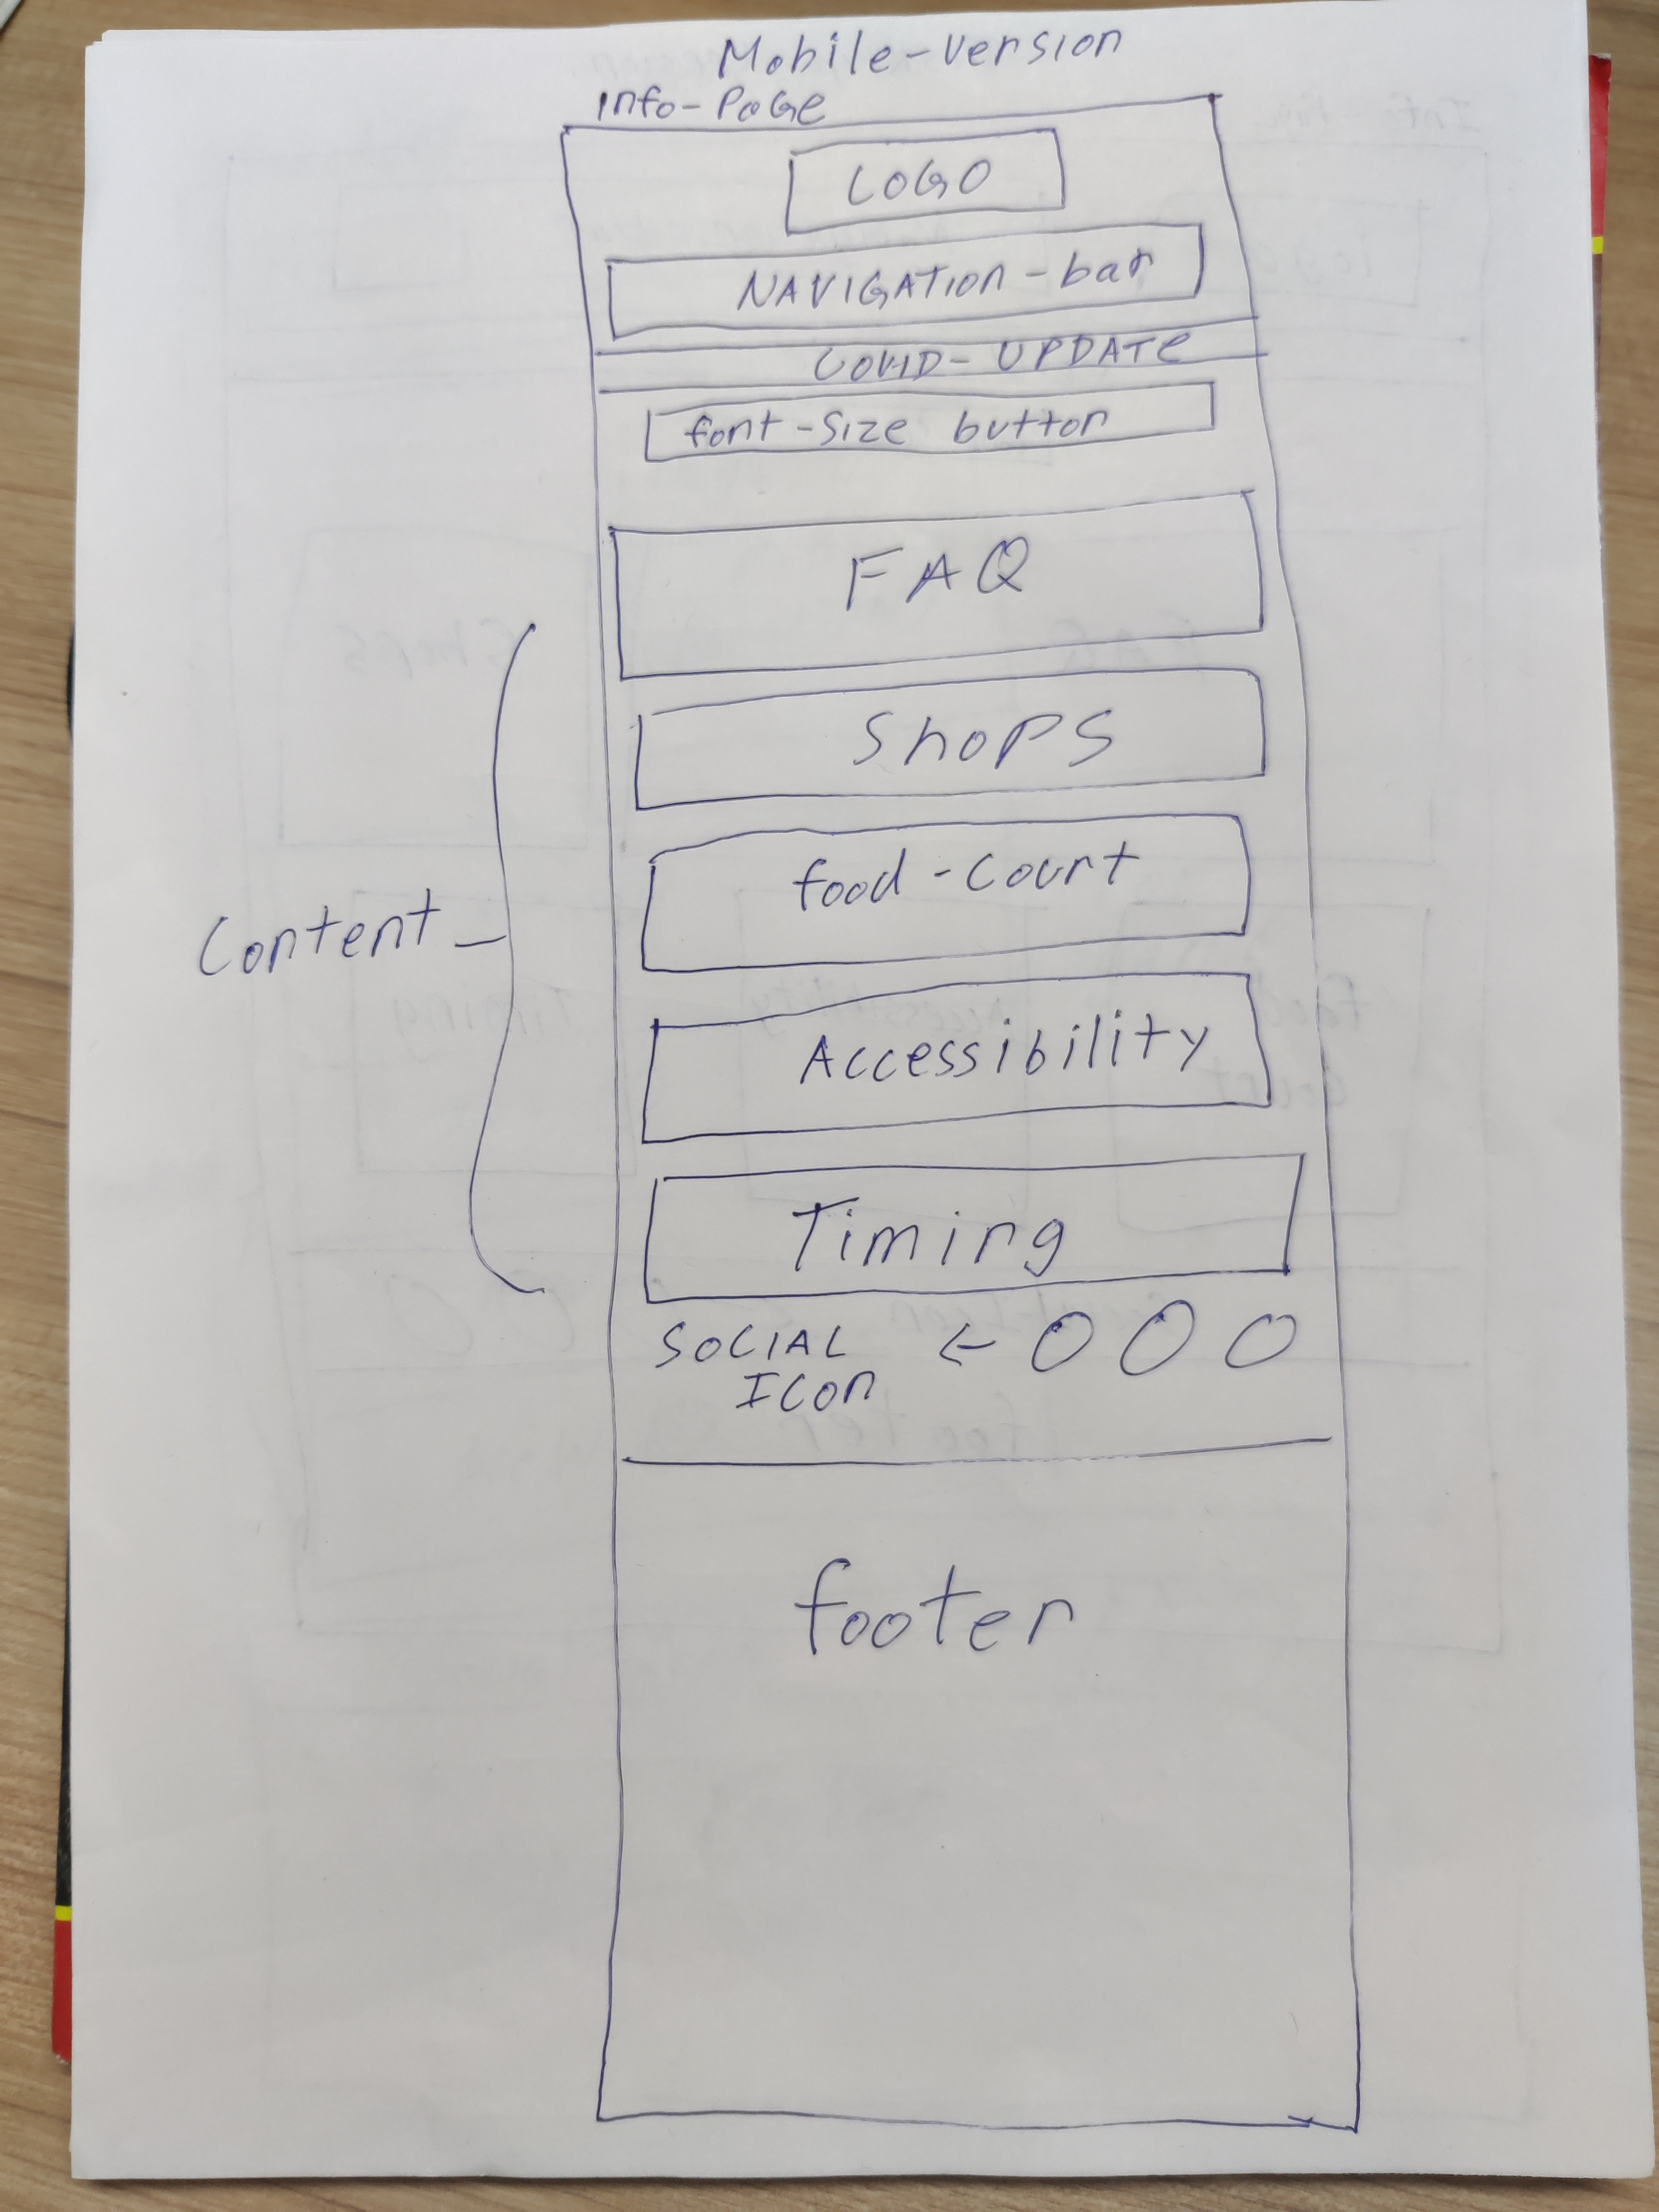 Mobile-Version
Info-PaGe
LOGO
NAVIGATIon-bar
COVID-UPDATE
font-Size button
FAQ
ShoPS
food-Court
Content
Accessibility
Timing
SOCIAL
ICon
footer